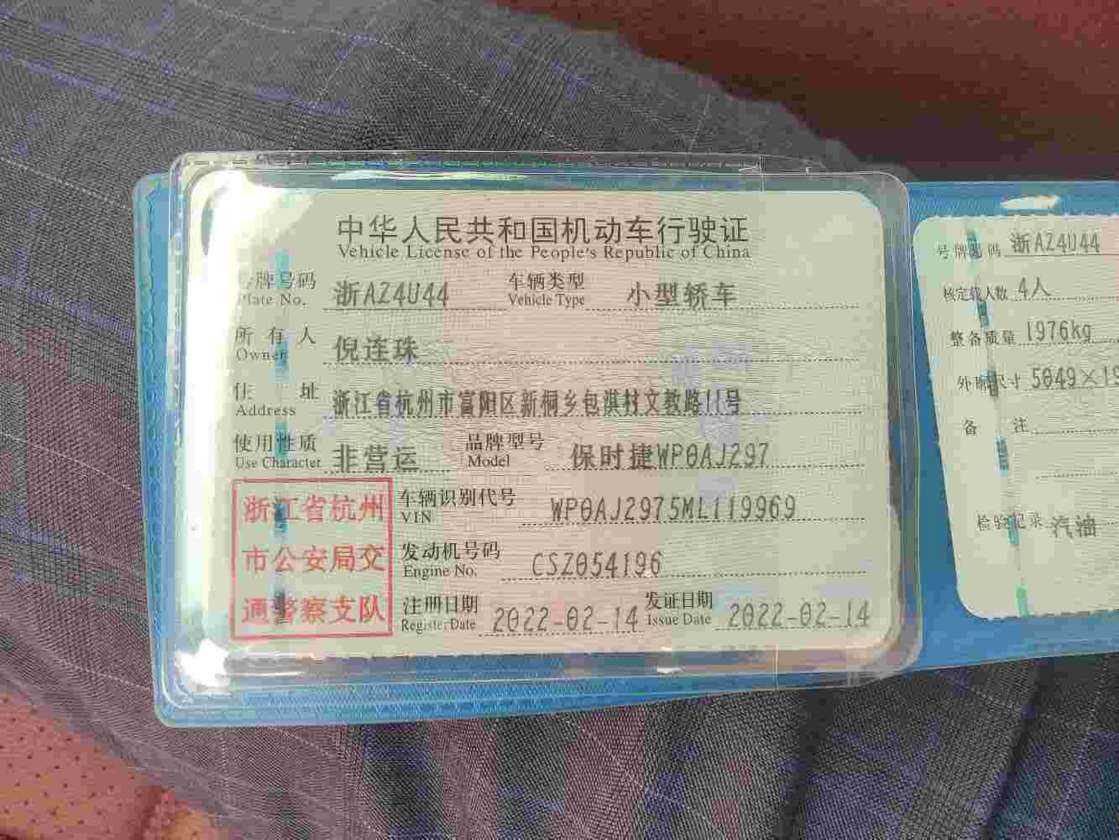 中华人民共和国机动车行驶证
Vehicle License of the People's Republic of China
号牌号码 浙AZ4U44 车辆类型 小型轿车
Plate No. Vehicle Type
所有人 倪连珠
Owner
住址 浙江省杭州市富阳区新桐乡包淇村文教路11号
Address
使用性质 非营运 品牌型号 保时捷WP0AJ297
Use Character Model
浙江省杭州
市公安局交
通警察支队
车辆识别代号 WP0AJ2975ML119969
VIN
发动机号码 CSZ054196
Engine No.
注册日期 2022-02-14 发证日期 2022-02-14
Register Date Issue Date
号牌号码 浙AZ4U44
核定载人数 4人
整备质量 1976kg
外廓尺寸 5049×19
备注
检验记录 汽油